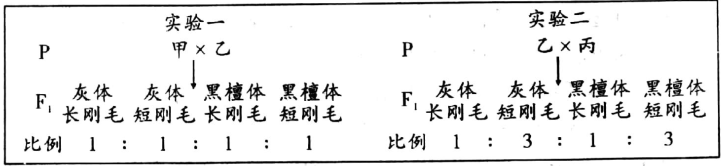 实验一 实验二
P 甲×乙 P 乙×丙
灰体 灰体 黑檀体 黑檀体 灰体 灰体 黑檀体 黑檀体
F₁ 长刚毛 短刚毛 长刚毛 短刚毛 F₁ 长刚毛 短刚毛 长刚毛 短刚毛
比例 1 : 1 : 1 : 1 比例 1 : 3 : 1 : 3